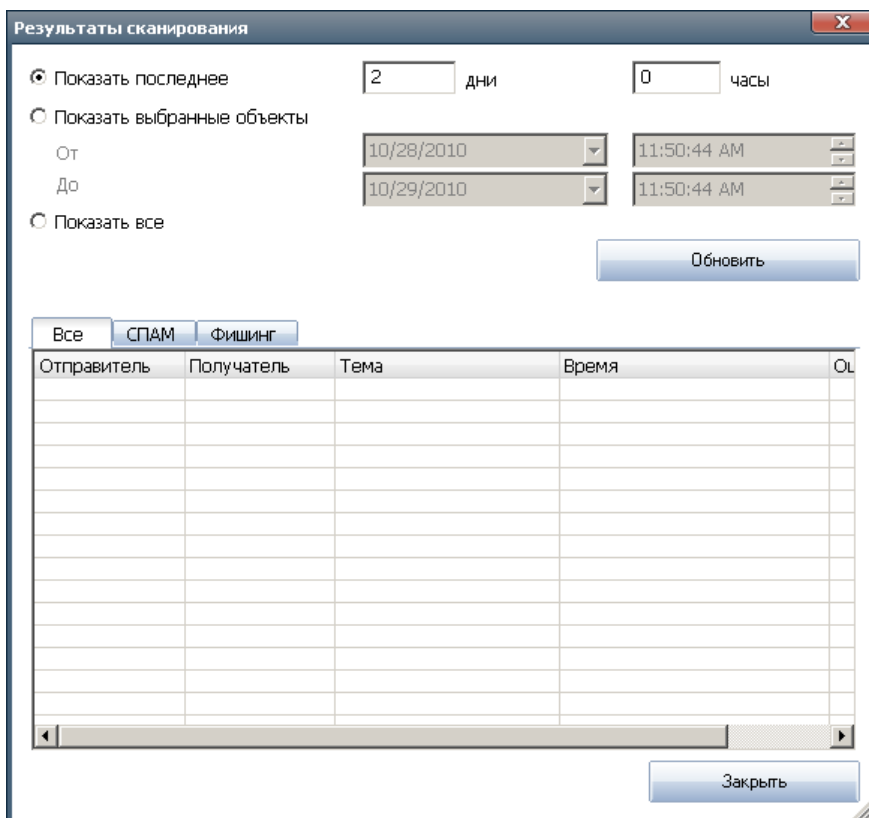 Результаты сканирования
Показать последнее 2 дни 0 часы
Показать выбранные объекты
От 10/28/2010 11:50:44 AM
До 10/29/2010 11:50:44 AM
Показать все
Обновить
Все СПАМ Фишинг
Отправитель Получатель Тема Время
Закрыть